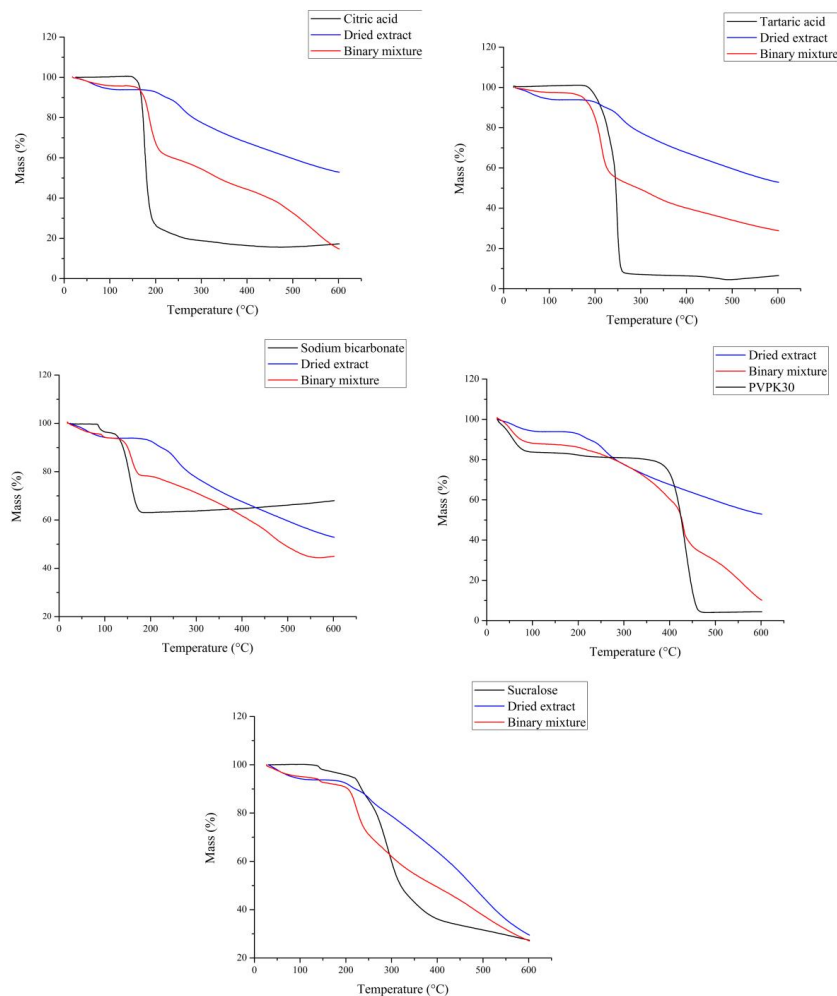 Citric acid
Dried extract
Binary mixture
120
100
80
60
40
20
0
Mass (%)
0 100 200 300 400 500 600
Temperature (°C)
Tartaric acid
Dried extract
Binary mixture
120
100
80
60
40
20
0
Mass (%)
0 100 200 300 400 500 600
Temperature (°C)
Sodium bicarbonate
Dried extract
Binary mixture
120
100
80
60
40
20
Mass (%)
0 100 200 300 400 500 600
Temperature (°C)
Dried extract
Binary mixture
PVPK30
120
100
80
60
40
20
0
Mass (%)
0 100 200 300 400 500 600
Temperature (°C)
Sucralose
Dried extract
Binary mixture
120
100
80
60
40
20
Mass (%)
0 100 200 300 400 500 600
Temperature (°C)